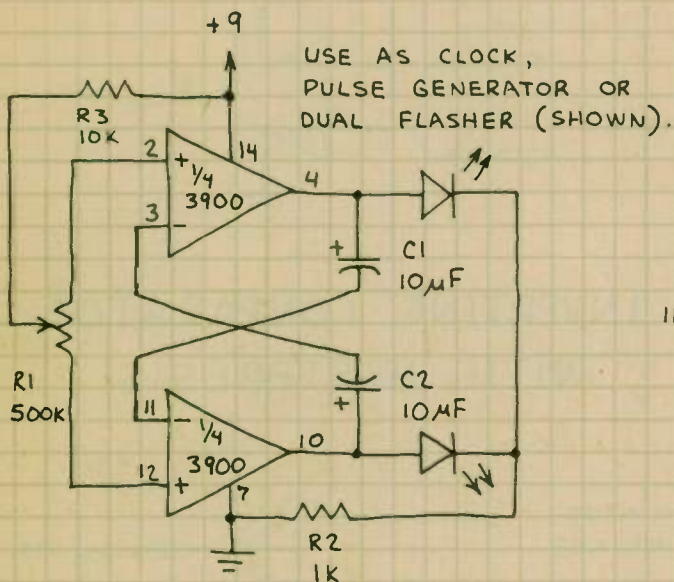 +9
USE AS CLOCK,
PULSE GENERATOR OR
DUAL FLASHER (SHOWN).
R3
10K
2
+
14
1/4
3900
4
3
-
+
C1
10µF
R1
500K
C2
+
10µF
11
-
1/4
3900
10
12
+
7
R2
1K